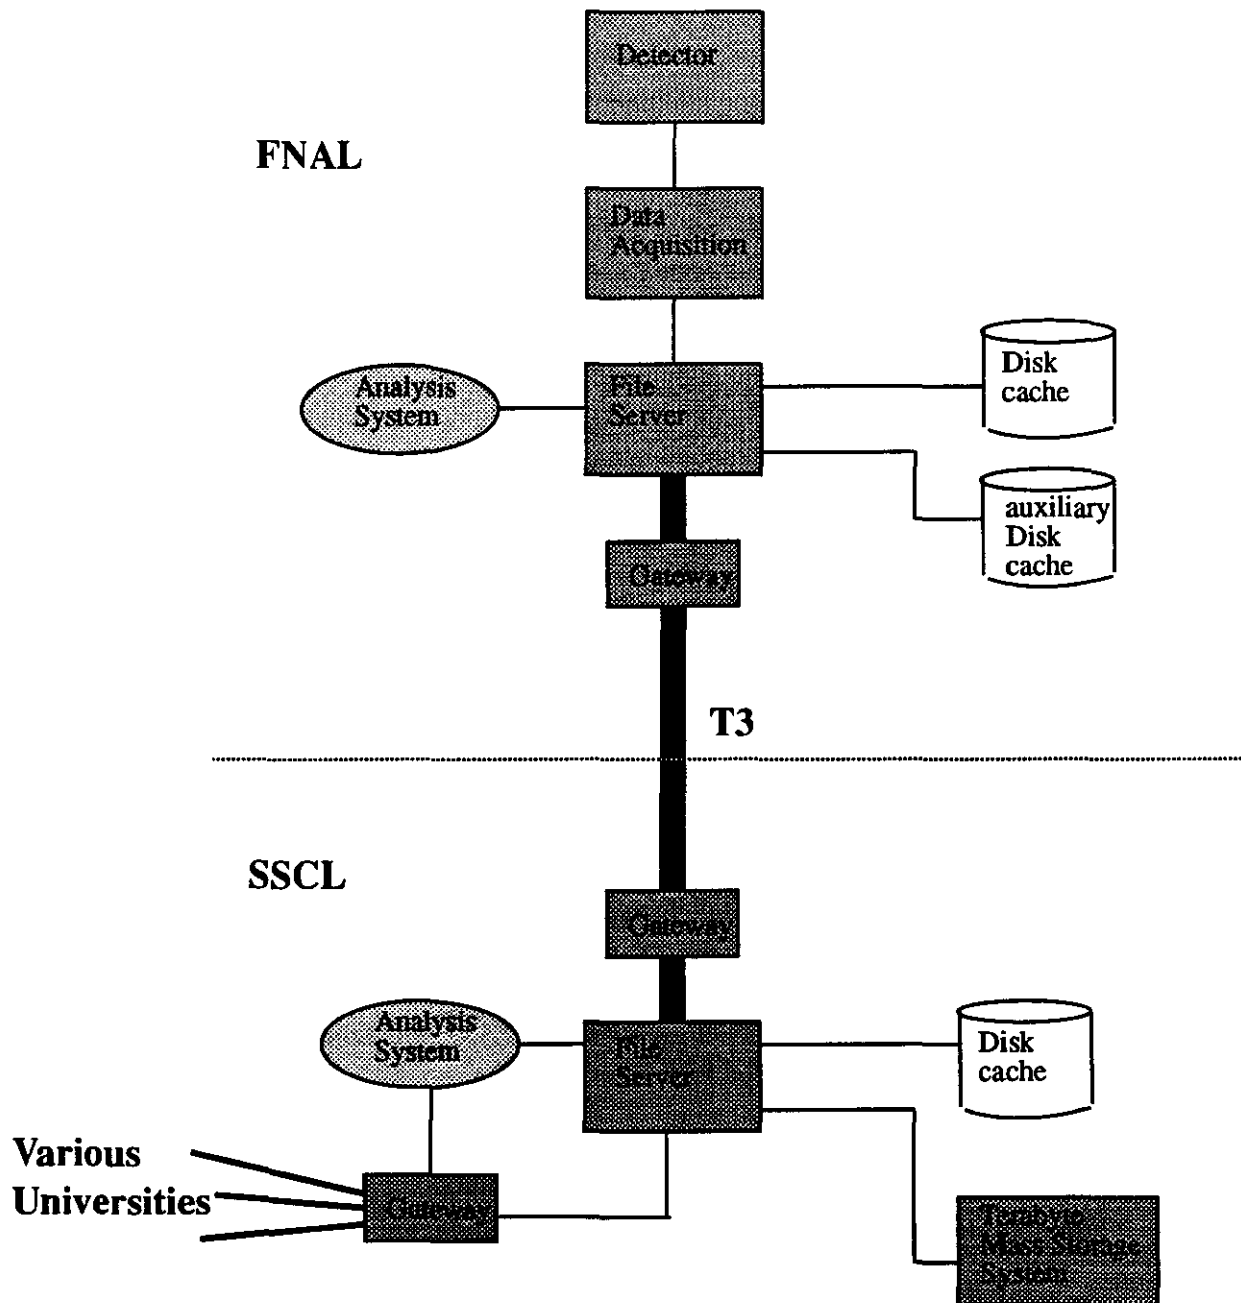 Detector
FNAL
Data
Acquisition
Disk
cache
Analysis
System
File
Server
auxiliary
Disk
cache
Gateway
T3
SSCL
Gateway
Analysis
System
File
Server
Disk
cache
Various
Universities
Gateway
Terabyte
Mass Storage
System